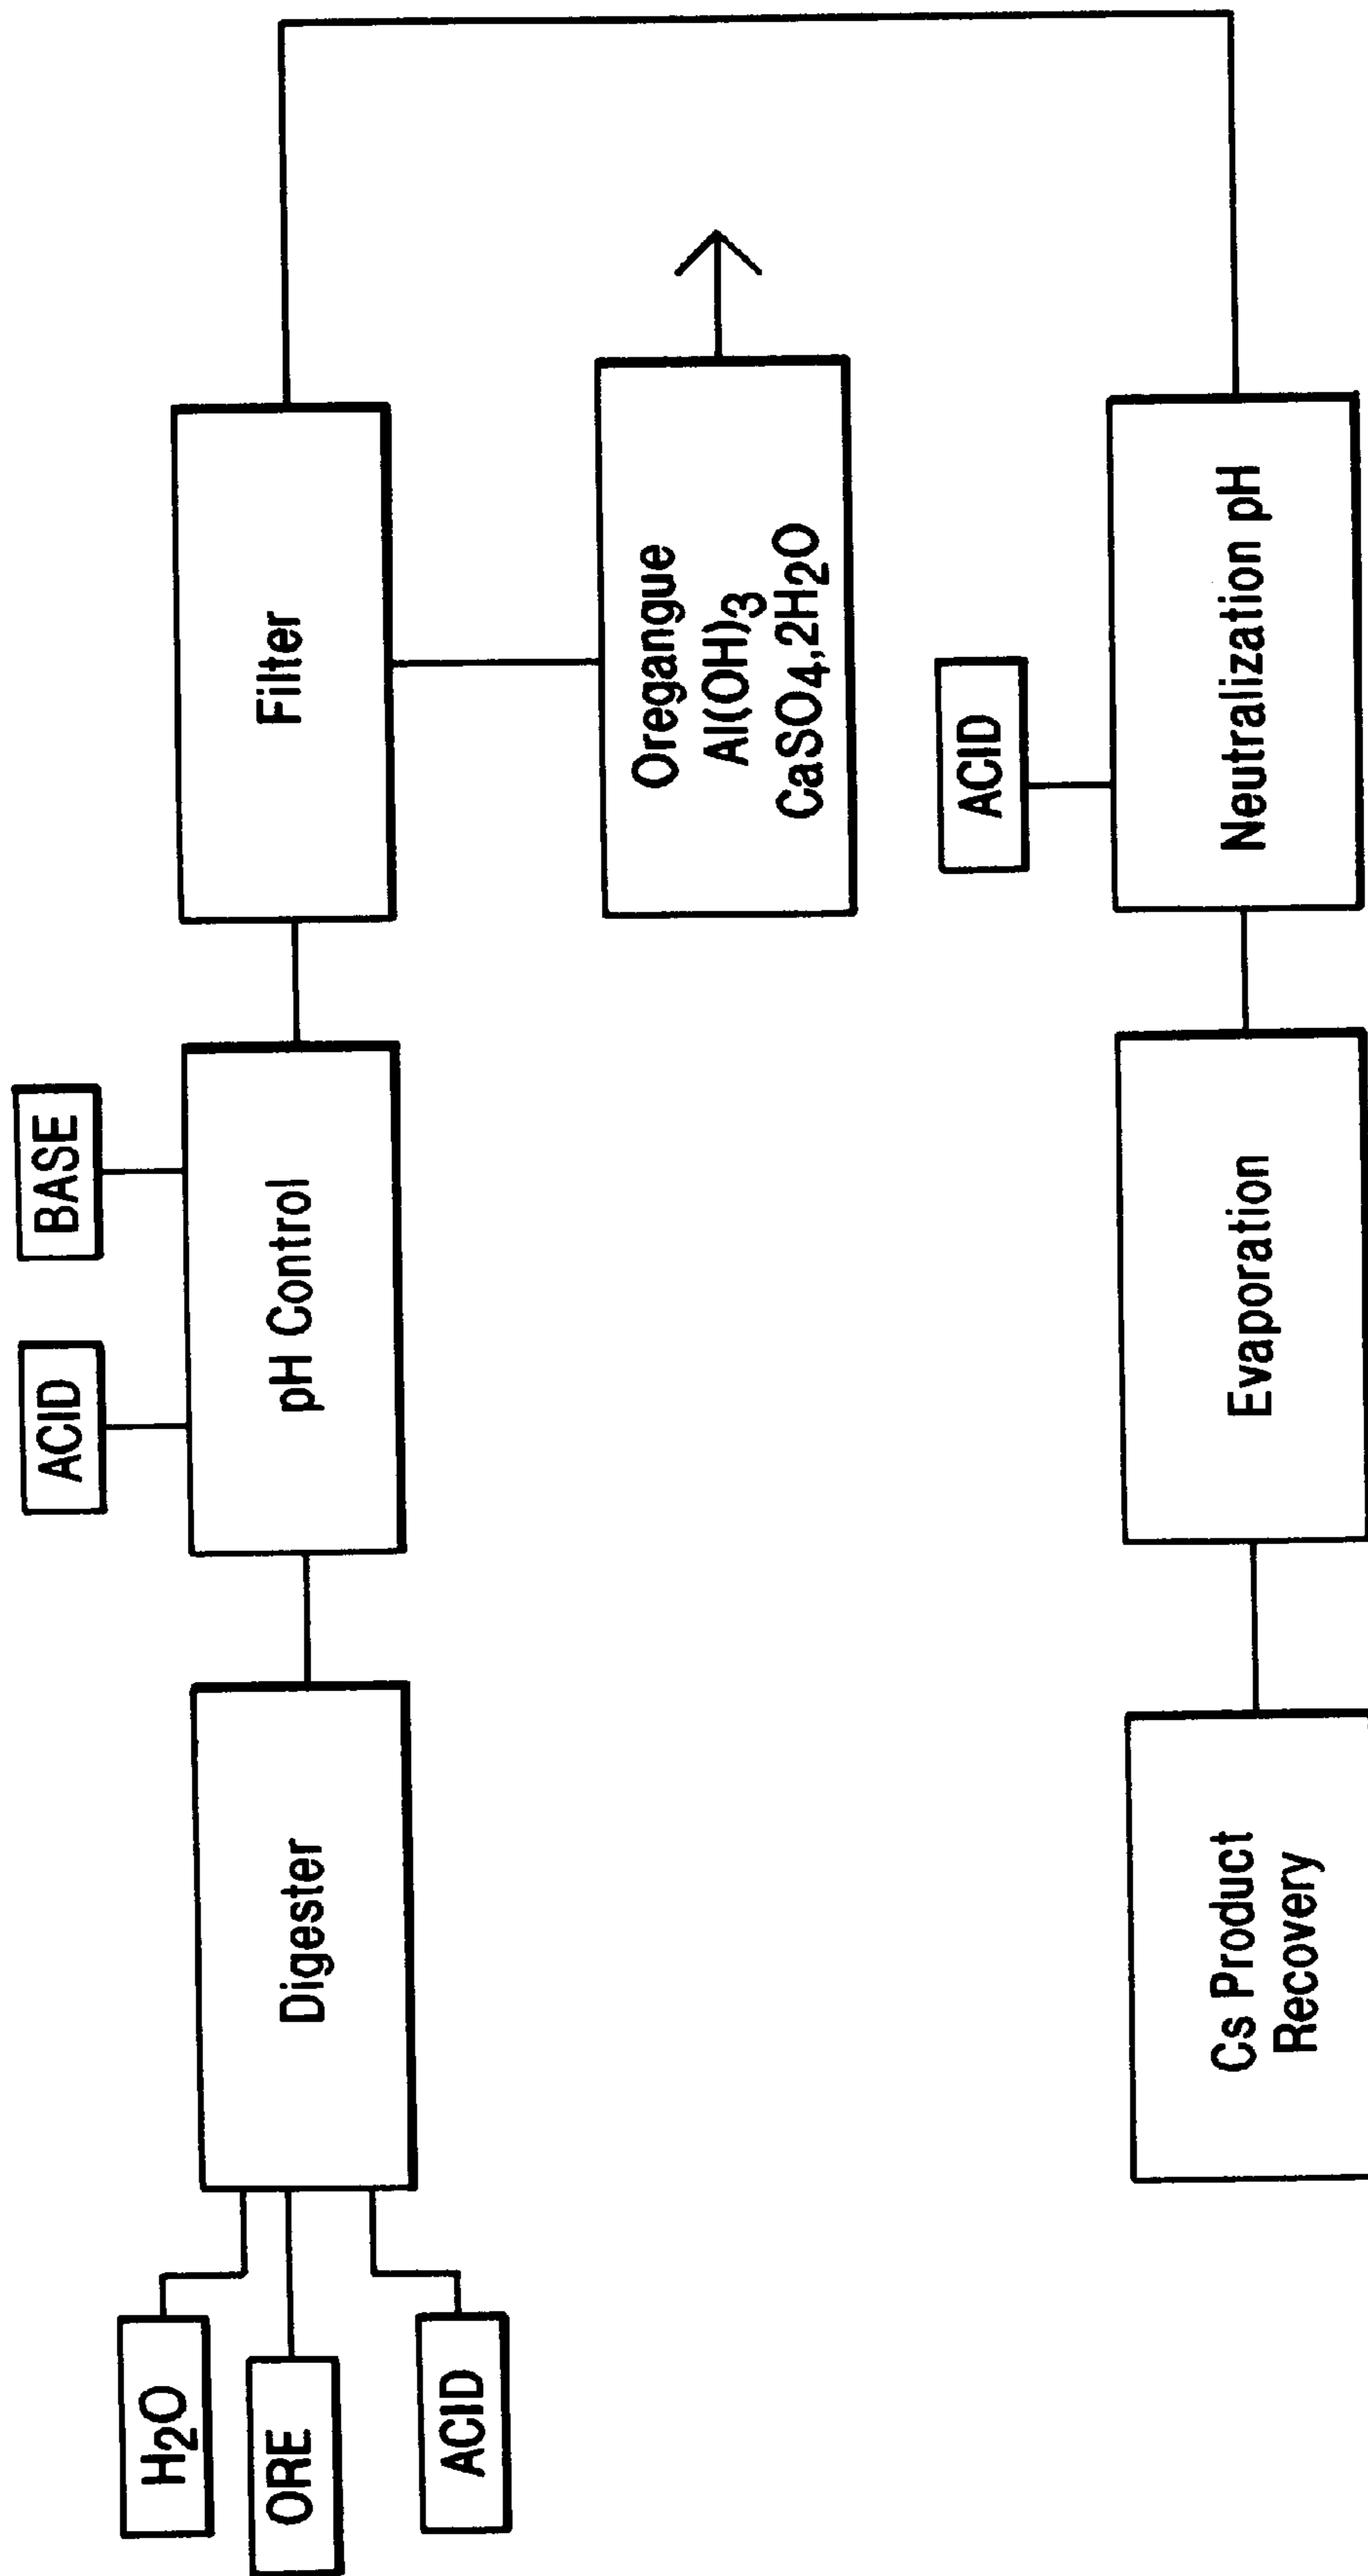 H₂O
ORE
ACID
Digester
ACID
BASE
pH Control
Filter
Oregangue
Al(OH)₃
CaSO₄,2H₂O
ACID
Neutralization pH
Evaporation
Cs Product
Recovery